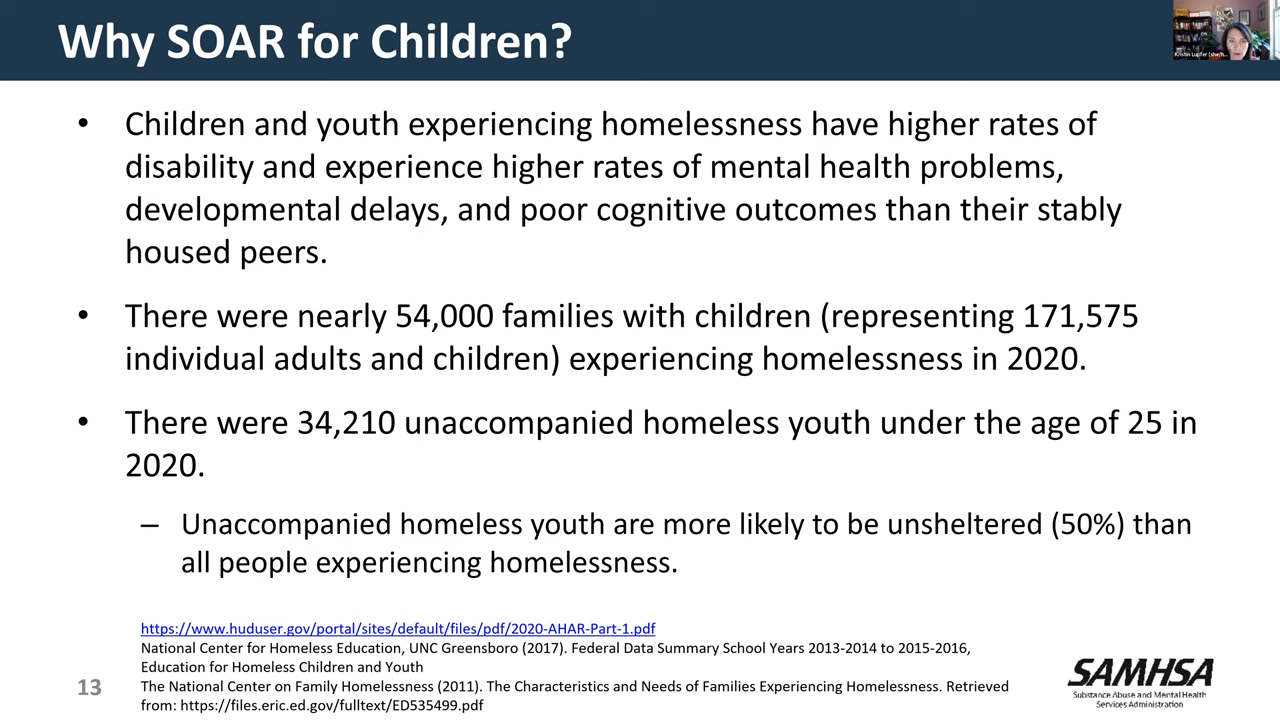 Why SOAR for Children?
Kristin Lupfer (she/h...
• Children and youth experiencing homelessness have higher rates of
disability and experience higher rates of mental health problems,
developmental delays, and poor cognitive outcomes than their stably
housed peers.
• There were nearly 54,000 families with children (representing 171,575
individual adults and children) experiencing homelessness in 2020.
• There were 34,210 unaccompanied homeless youth under the age of 25 in
2020.
– Unaccompanied homeless youth are more likely to be unsheltered (50%) than
all people experiencing homelessness.
https://www.huduser.gov/portal/sites/default/files/pdf/2020-AHAR-Part-1.pdf
National Center for Homeless Education, UNC Greensboro (2017). Federal Data Summary School Years 2013-2014 to 2015-2016,
Education for Homeless Children and Youth
The National Center on Family Homelessness (2011). The Characteristics and Needs of Families Experiencing Homelessness. Retrieved
from: https://files.eric.ed.gov/fulltext/ED535499.pdf
13
SAMHSA
Substance Abuse and Mental Health
Services Administration